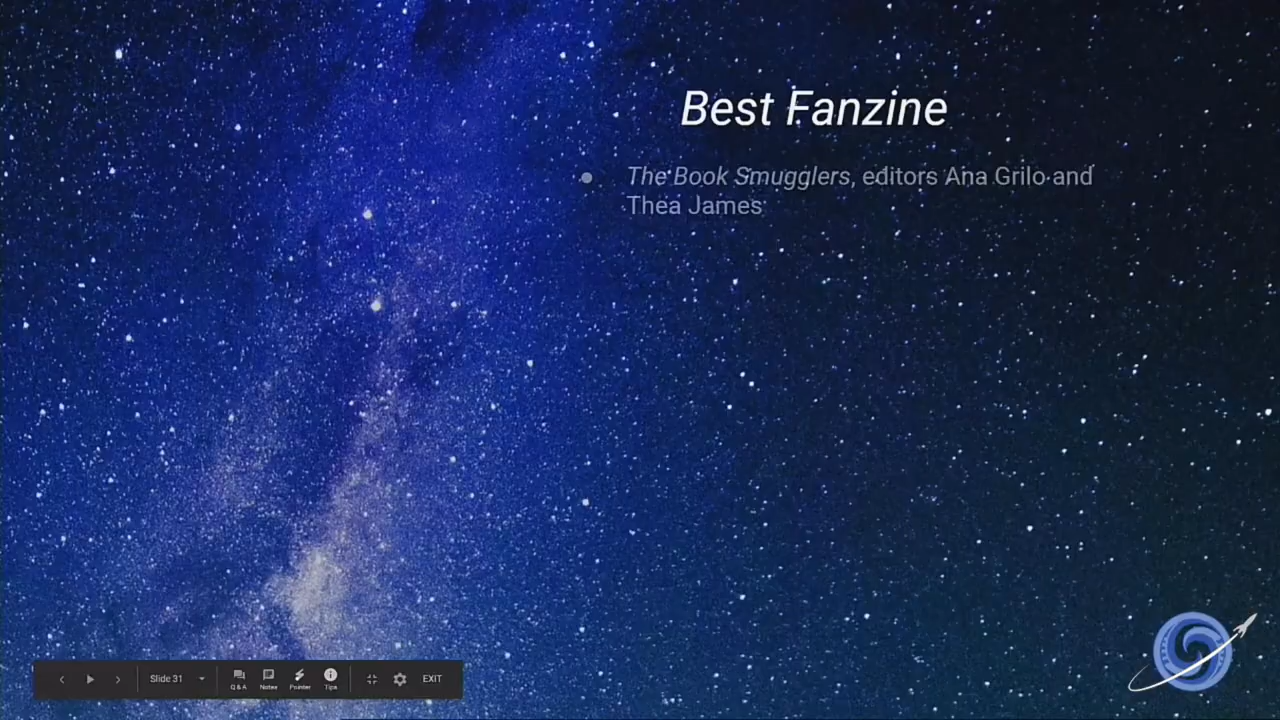 Best Fanzine
The Book Smugglers, editors Ana Grilo and
Thea James
Slide 31
Q & A
Notes
Pointer
Tips
EXIT